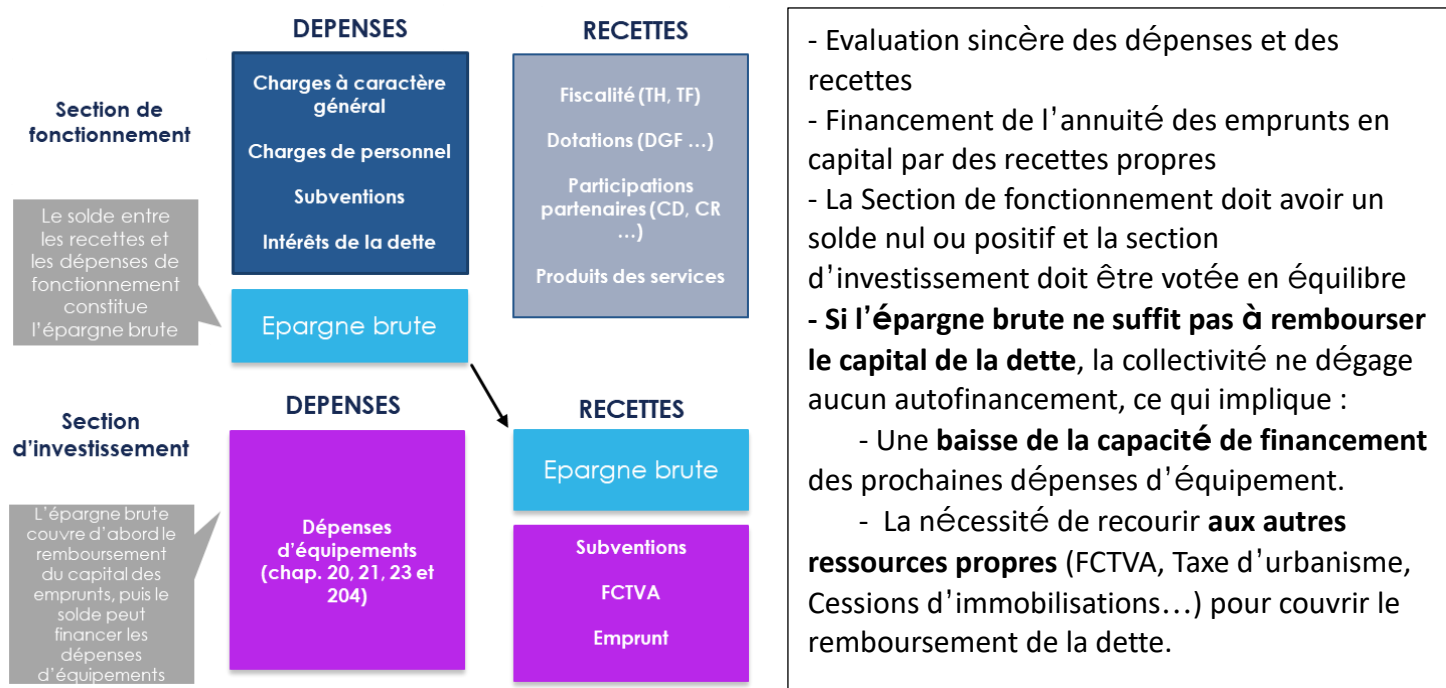 DEPENSES
RECETTES
Section de
fonctionnement
Charges à caractère
général
Charges de personnel
Subventions
Intérêts de la dette
Fiscalité (TH, TF)
Dotations (DGF ...)
Participations
partenaires (CD, CR
...)
Produits des services
Le solde entre
les recettes et
les dépenses de
fonctionnement
constitue
l'épargne brute
Epargne brute
DEPENSES
RECETTES
Section
d'investissement
Epargne brute
L'épargne brute
couvre d'abord le
remboursement
du capital des
emprunts, puis le
solde peut
financer les
dépenses
d'équipements
Dépenses
d'équipements
(chap. 20, 21, 23 et
204)
Subventions
FCTVA
Emprunt
- Evaluation sincère des dépenses et des
recettes
- Financement de l'annuité des emprunts en
capital par des recettes propres
- La Section de fonctionnement doit avoir un
solde nul ou positif et la section
d'investissement doit être votée en équilibre
- Si l'épargne brute ne suffit pas à rembourser
le capital de la dette, la collectivité ne dégage
aucun autofinancement, ce qui implique :
- Une baisse de la capacité de financement
des prochaines dépenses d'équipement.
- La nécessité de recourir aux autres
ressources propres (FCTVA, Taxe d'urbanisme,
Cessions d'immobilisations...) pour couvrir le
remboursement de la dette.